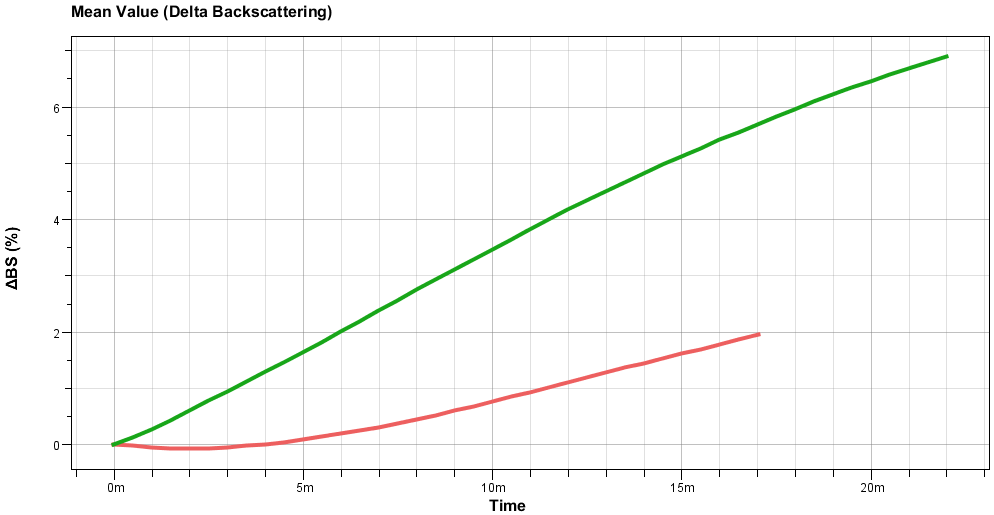 Mean Value (Delta Backscattering)
6
4
2
0
ΔBS (%)
0m 5m 10m 15m 20m
Time